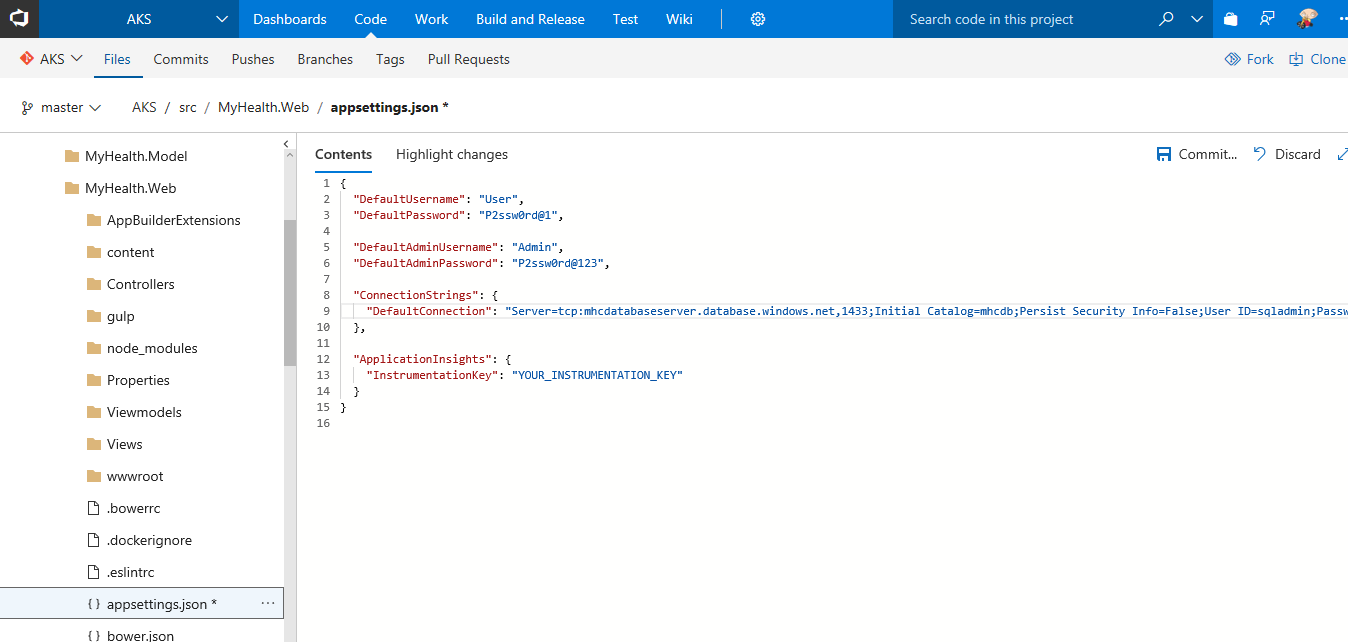 AKS Dashboards Code Work Build and Release Test Wiki Search code in this project
AKS Files Commits Pushes Branches Tags Pull Requests Fork Clone
master AKS / src / MyHealth.Web / appsettings.json *
MyHealth.Model
MyHealth.Web
AppBuilderExtensions
content
Controllers
gulp
node_modules
Properties
Viewmodels
Views
wwwroot
.bowerrc
.dockerignore
.eslintrc
{ } appsettings.json * ...
{ } bower.json
Contents Highlight changes Commit... Discard
1 {
2 "DefaultUsername": "User",
3 "DefaultPassword": "P2ssw0rd@1",
4
5 "DefaultAdminUsername": "Admin",
6 "DefaultAdminPassword": "P2ssw0rd@123",
7
8 "ConnectionStrings": {
9 "DefaultConnection": "Server=tcp:mhcdatabaseserver.database.windows.net,1433;Initial Catalog=mhcdb;Persist Security Info=False;User ID=sqladmin;Passw
10 },
11
12 "ApplicationInsights": {
13 "InstrumentationKey": "YOUR_INSTRUMENTATION_KEY"
14 }
15 }
16